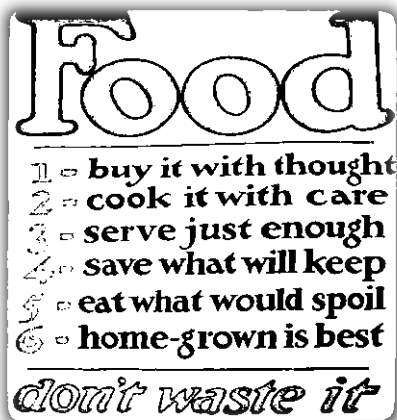 Food
1 - buy it with thought
2 - cook it with care
3 - serve just enough
4 - save what will keep
5 - eat what would spoil
6 - home-grown is best
don't waste it